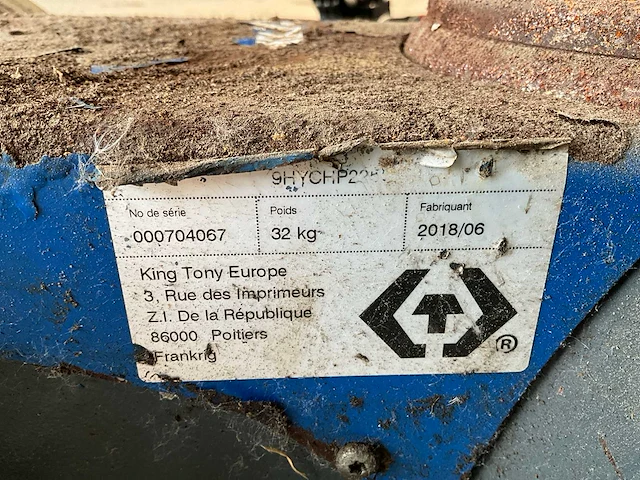 No de série
Poids
Fabriquant
000704067
32 kg
2018/06
King Tony Europe
3, Rue des Imprimeurs
Z.I. De la République
86000 Poitiers
Frankrig
®